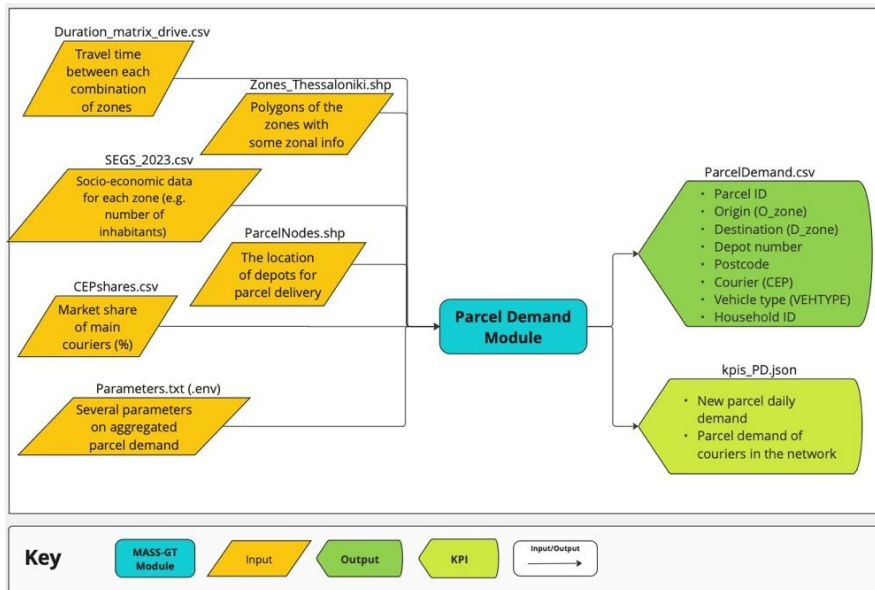 Duration_matrix_drive.csv
Travel time
between each
combination
of zones
Zones_Thessaloniki.shp
Polygons of the
zones with
some zonal info
SEGS_2023.csv
Socio-economic data
for each zone (e.g.
number of
inhabitants)
ParcelNodes.shp
The location
of depots for
parcel delivery
CEPshares.csv
Market share
of main
couriers (%)
Parameters.txt (.env)
Several parameters
on aggregated
parcel demand
Parcel Demand
Module
ParcelDemand.csv
• Parcel ID
• Origin (O_zone)
• Destination (D_zone)
• Depot number
• Postcode
• Courier (CEP)
• Vehicle type (VEHTYPE)
• Household ID
kpis_PD.json
• New parcel daily
demand
• Parcel demand of
couriers in the network
Key
MASS-GT
Module
Input
Output
KPI
Input/Output